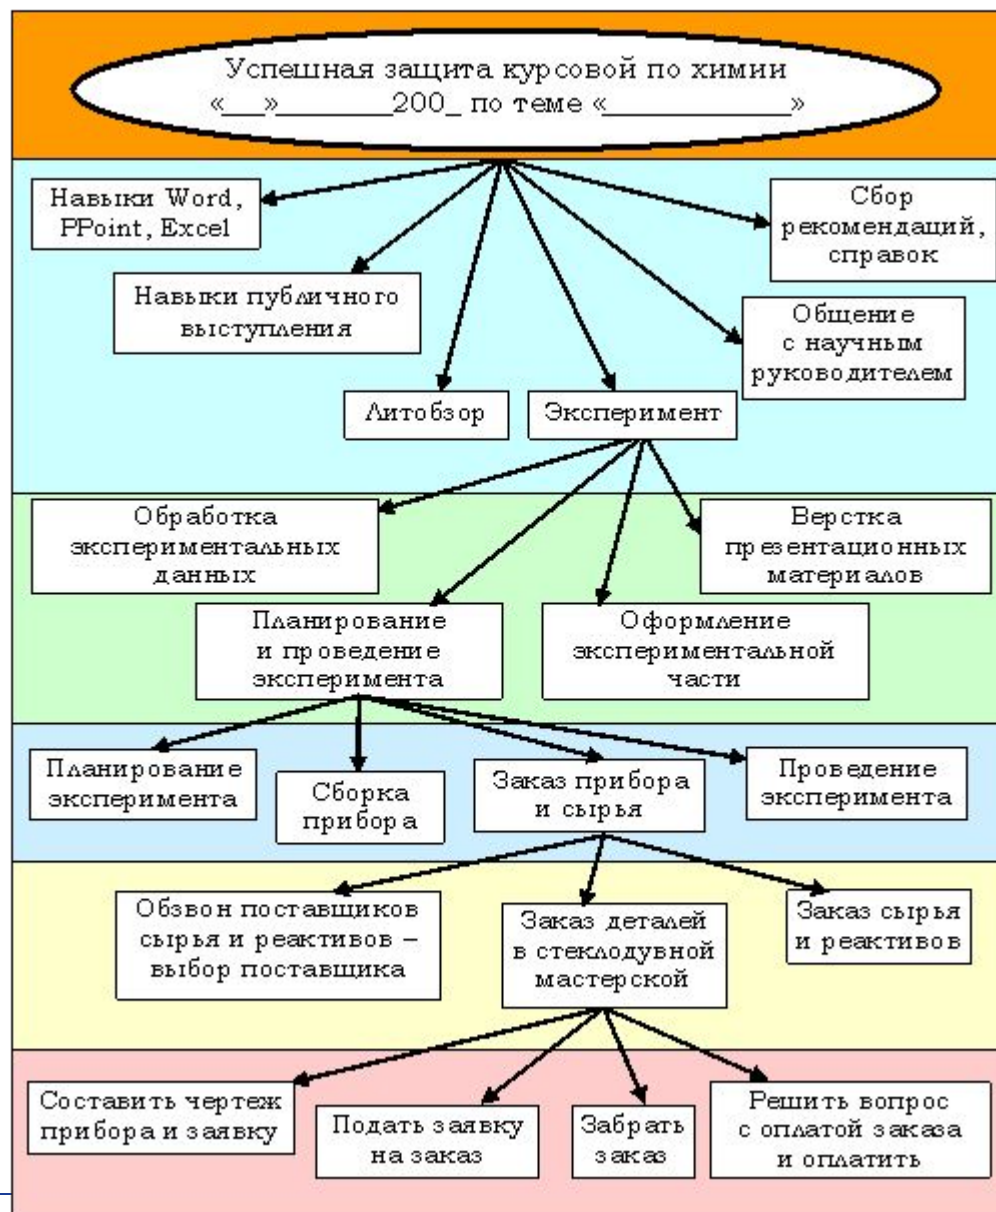 Успешная защита курсовой по химии
«___»________200_ по теме «_____________»
Навыки Word,
PPoint, Excel
Сбор
рекомендаций,
справок
Навыки публичного
выступления
Общение
с научным
руководителем
Литобзор
Эксперимент
Обработка
экспериментальных
данных
Верстка
презентационных
материалов
Планирование
и проведение
эксперимента
Оформление
экспериментальной
части
Планирование
эксперимента
Сборка
прибора
Заказ прибора
и сырья
Проведение
эксперимента
Обзвон поставщиков
сырья и реактивов –
выбор поставщика
Заказ деталей
в стеклодувной
мастерской
Заказ сырья
и реактивов
Составить чертеж
прибора и заявку
Подать заявку
на заказ
Забрать
заказ
Решить вопрос
с оплатой заказа
и оплатить